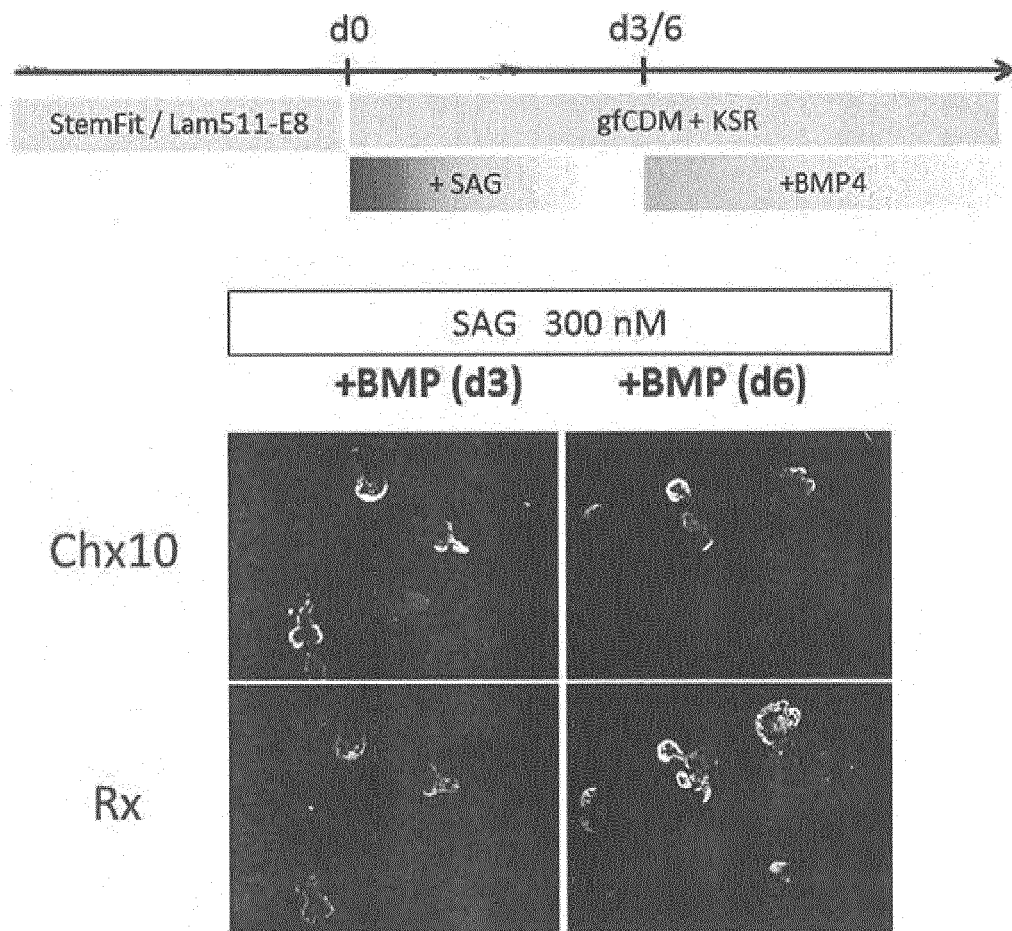 d0 d3/6
StemFit / Lam511-E8 gfCDM + KSR
+ SAG +BMP4
SAG 300 nM
+BMP (d3) +BMP (d6)
Chx10
Rx